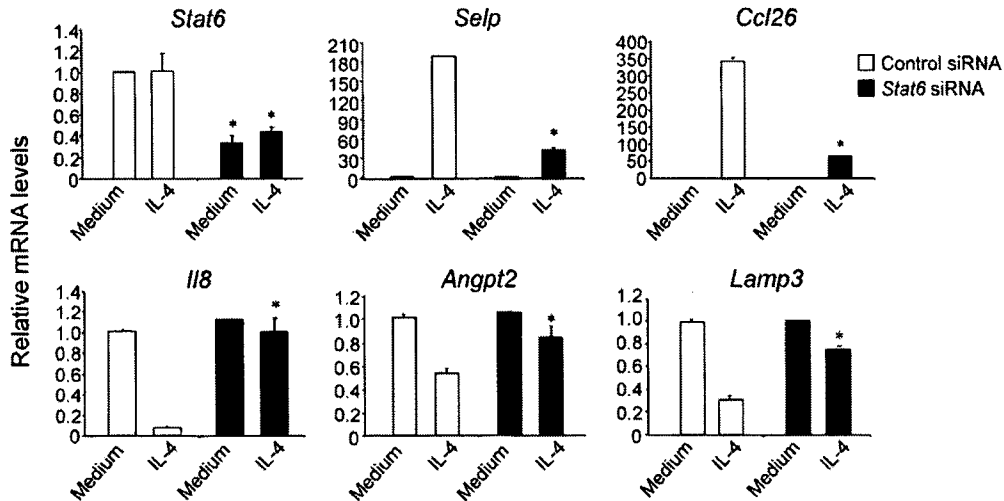 Relative mRNA levels
Stat6
1.4
1.2
1.0
0.8
0.6
0.4
0.2
0
*
*
Medium
IL-4
Medium
IL-4
Selp
210
180
150
120
90
60
30
0
*
Medium
IL-4
Medium
IL-4
Ccl26
400
350
300
250
200
150
100
50
0
*
Medium
IL-4
Medium
IL-4
Control siRNA
Stat6 siRNA
Il8
1.4
1.2
1.0
0.8
0.6
0.4
0.2
0
*
Medium
IL-4
Medium
IL-4
Angpt2
1.2
1.0
0.8
0.6
0.4
0.2
0
*
Medium
IL-4
Medium
IL-4
Lamp3
1.2
1.0
0.8
0.6
0.4
0.2
0
*
Medium
IL-4
Medium
IL-4